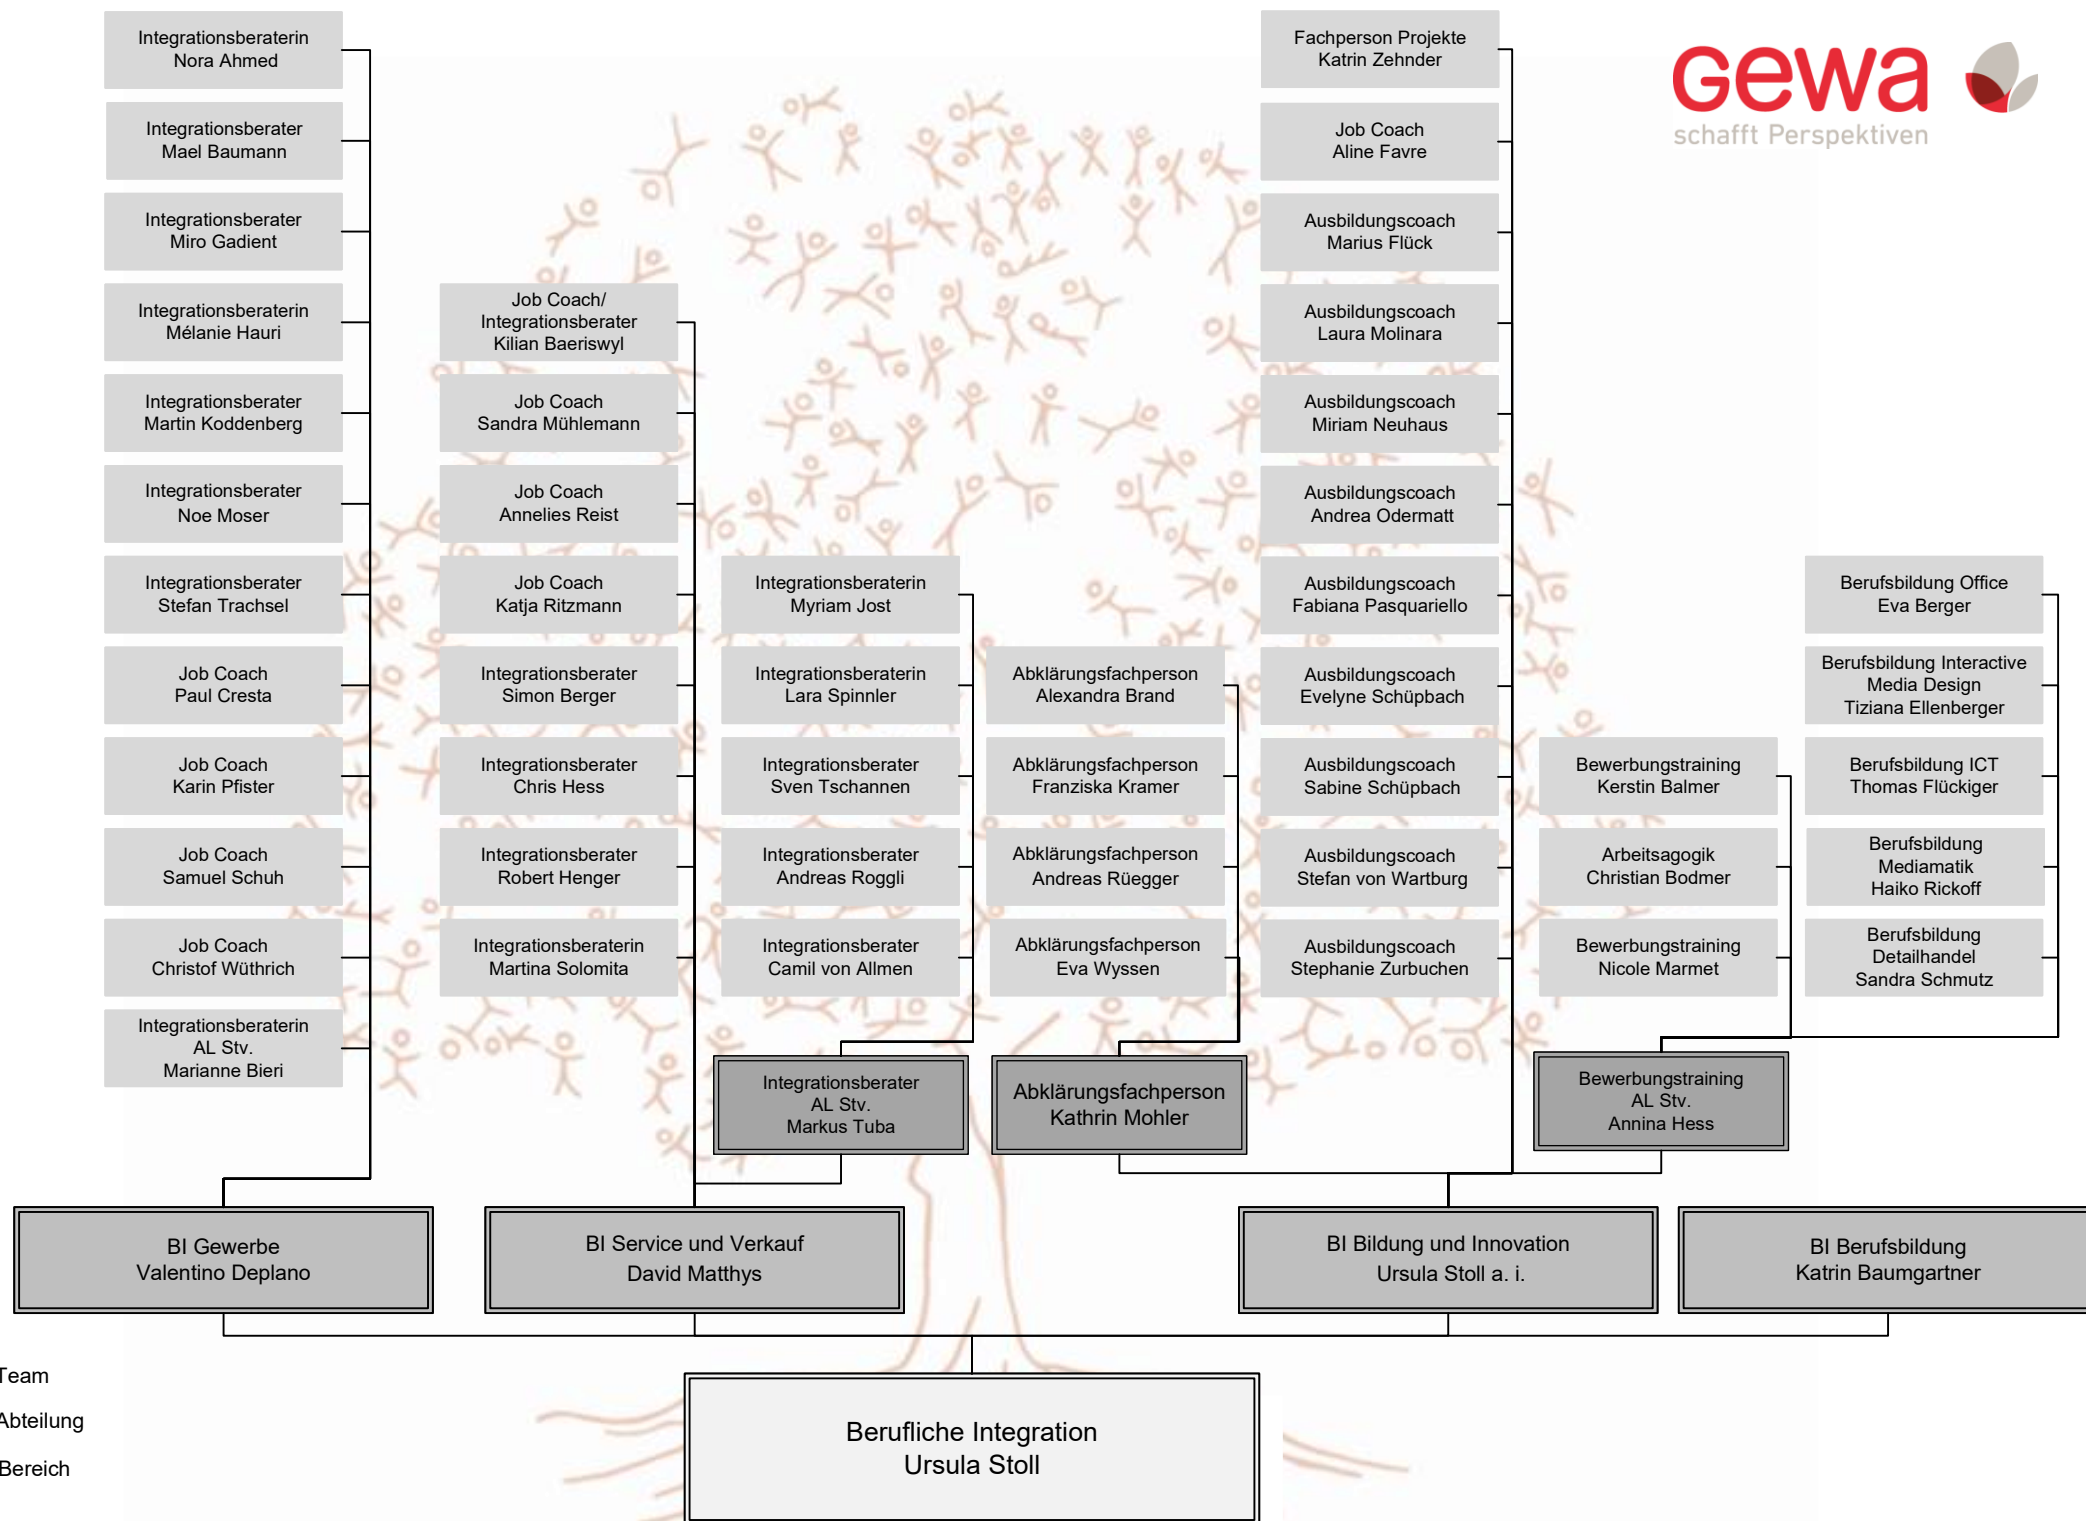 Integrationsberaterin
Nora Ahmed
Integrationsberater
Mael Baumann
Integrationsberater
Miro Gadient
Integrationsberaterin
Mélanie Hauri
Integrationsberater
Martin Koddenberg
Integrationsberater
Noe Moser
Integrationsberater
Stefan Trachsel
Job Coach
Paul Cresta
Job Coach
Karin Pfister
Job Coach
Samuel Schuh
Job Coach
Christof Wüthrich
Integrationsberaterin
AL Stv.
Marianne Bieri
Job Coach/
Integrationsberater
Kilian Baeriswyl
Job Coach
Sandra Mühlemann
Job Coach
Annelies Reist
Job Coach
Katja Ritzmann
Integrationsberater
Simon Berger
Integrationsberater
Chris Hess
Integrationsberater
Robert Henger
Integrationsberaterin
Martina Solomita
Integrationsberaterin
Myriam Jost
Integrationsberaterin
Lara Spinnler
Integrationsberater
Sven Tschannen
Integrationsberater
Andreas Roggli
Integrationsberater
Camil von Allmen
Integrationsberater
AL Stv.
Markus Tuba
Abklärungsfachperson
Alexandra Brand
Abklärungsfachperson
Franziska Kramer
Abklärungsfachperson
Andreas Rüegger
Abklärungsfachperson
Eva Wyssen
Abklärungsfachperson
Kathrin Mohler
Fachperson Projekte
Katrin Zehnder
Job Coach
Aline Favre
Ausbildungscoach
Marius Flück
Ausbildungscoach
Laura Molinara
Ausbildungscoach
Miriam Neuhaus
Ausbildungscoach
Andrea Odermatt
Ausbildungscoach
Fabiana Pasquariello
Ausbildungscoach
Evelyne Schüpbach
Ausbildungscoach
Sabine Schüpbach
Ausbildungscoach
Stefan von Wartburg
Ausbildungscoach
Stephanie Zurbuchen
Bewerbungstraining
Kerstin Balmer
Arbeitsagogik
Christian Bodmer
Bewerbungstraining
Nicole Marmet
Bewerbungstraining
AL Stv.
Annina Hess
gewa
schafft Perspektiven
Berufsbildung Office
Eva Berger
Berufsbildung Interactive
Media Design
Tiziana Ellenberger
Berufsbildung ICT
Thomas Flückiger
Berufsbildung
Mediamatik
Haiko Rickoff
Berufsbildung
Detailhandel
Sandra Schmutz
BI Gewerbe
Valentino Deplano
BI Service und Verkauf
David Matthys
BI Bildung und Innovation
Ursula Stoll a. i.
BI Berufsbildung
Katrin Baumgartner
Team
Abteilung
Bereich
Berufliche Integration
Ursula Stoll